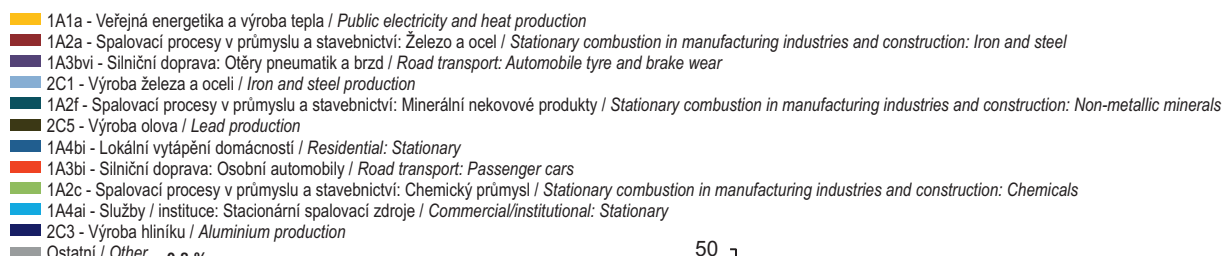 1A1a - Veřejná energetika a výroba tepla / Public electricity and heat production
1A2a - Spalovací procesy v průmyslu a stavebnictví: Železo a ocel / Stationary combustion in manufacturing industries and construction: Iron and steel
1A3bvi - Silniční doprava: Otěry pneumatik a brzd / Road transport: Automobile tyre and brake wear
2C1 - Výroba železa a oceli / Iron and steel production
1A2f - Spalovací procesy v průmyslu a stavebnictví: Minerální nekovové produkty / Stationary combustion in manufacturing industries and construction: Non-metallic minerals
2C5 - Výroba olova / Lead production
1A4bi - Lokální vytápění domácností / Residential: Stationary
1A3bi - Silniční doprava: Osobní automobily / Road transport: Passenger cars
1A2c - Spalovací procesy v průmyslu a stavebnictví: Chemický průmysl / Stationary combustion in manufacturing industries and construction: Chemicals
1A4ai - Služby / instituce: Stacionární spalovací zdroje / Commercial/institutional: Stationary
2C3 - Výroba hliníku / Aluminium production
Ostatní / Other
50